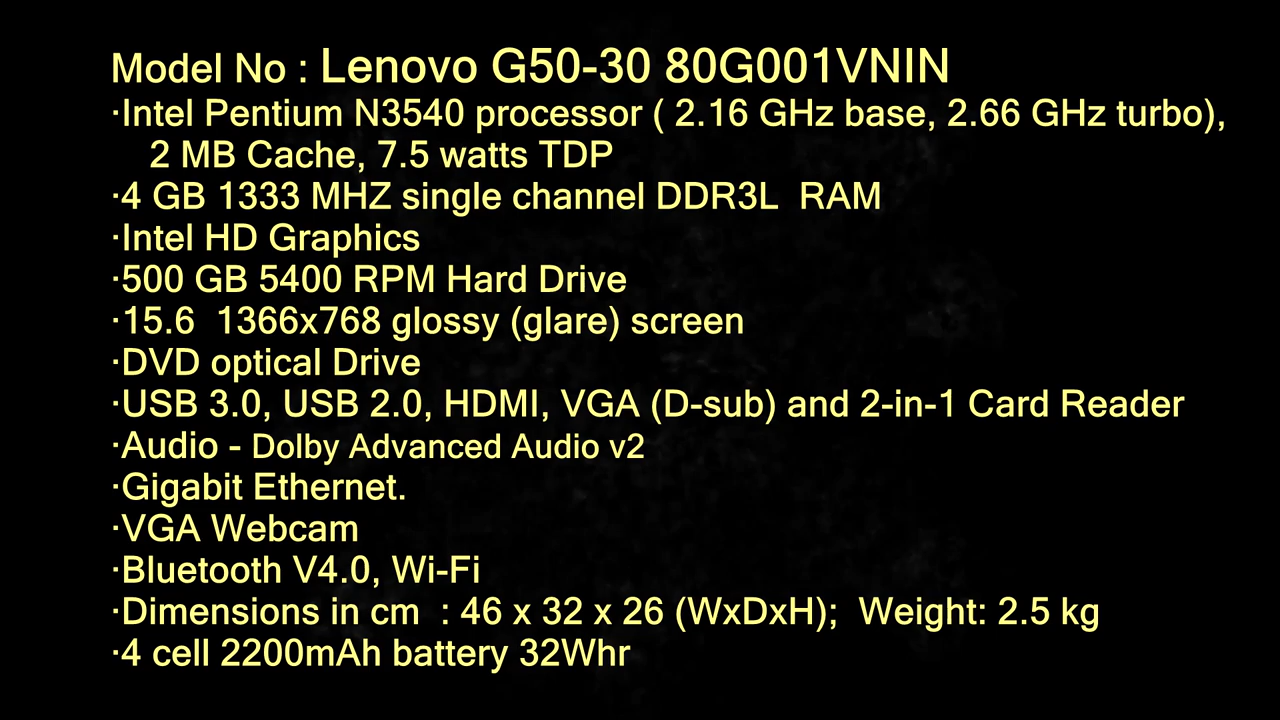 Model No : Lenovo G50-30 80G001VNIN
·Intel Pentium N3540 processor ( 2.16 GHz base, 2.66 GHz turbo),
2 MB Cache, 7.5 watts TDP
·4 GB 1333 MHZ single channel DDR3L  RAM
·Intel HD Graphics
·500 GB 5400 RPM Hard Drive
·15.6  1366x768 glossy (glare) screen
·DVD optical Drive
·USB 3.0, USB 2.0, HDMI, VGA (D-sub) and 2-in-1 Card Reader
·Audio - Dolby Advanced Audio v2
·Gigabit Ethernet.
·VGA Webcam
·Bluetooth V4.0, Wi-Fi
·Dimensions in cm  : 46 x 32 x 26 (WxDxH);  Weight: 2.5 kg
·4 cell 2200mAh battery 32Whr